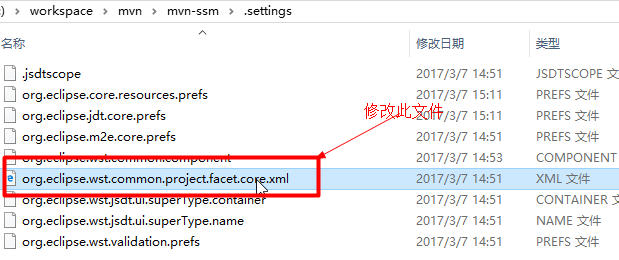 :) > workspace > mvn > mvn-ssm > .settings
名称 修改日期 类型
.jsdtscope 2017/3/7 14:51 JSDTSCOPE 文件
org.eclipse.core.resources.prefs 2017/3/7 15:11 PREFS 文件
org.eclipse.jdt.core.prefs 2017/3/7 15:11 PREFS 文件
修改此文件
org.eclipse.m2e.core.prefs 2017/3/7 14:51 PREFS 文件
org.eclipse.wst.common.component 2017/3/7 14:53 COMPONENT
org.eclipse.wst.common.project.facet.core.xml 2017/3/7 14:51 XML 文件
org.eclipse.wst.jsdt.ui.superType.container 2017/3/7 14:51 CONTAINER 文
org.eclipse.wst.jsdt.ui.superType.name 2017/3/7 14:51 NAME 文件
org.eclipse.wst.validation.prefs 2017/3/7 14:51 PREFS 文件